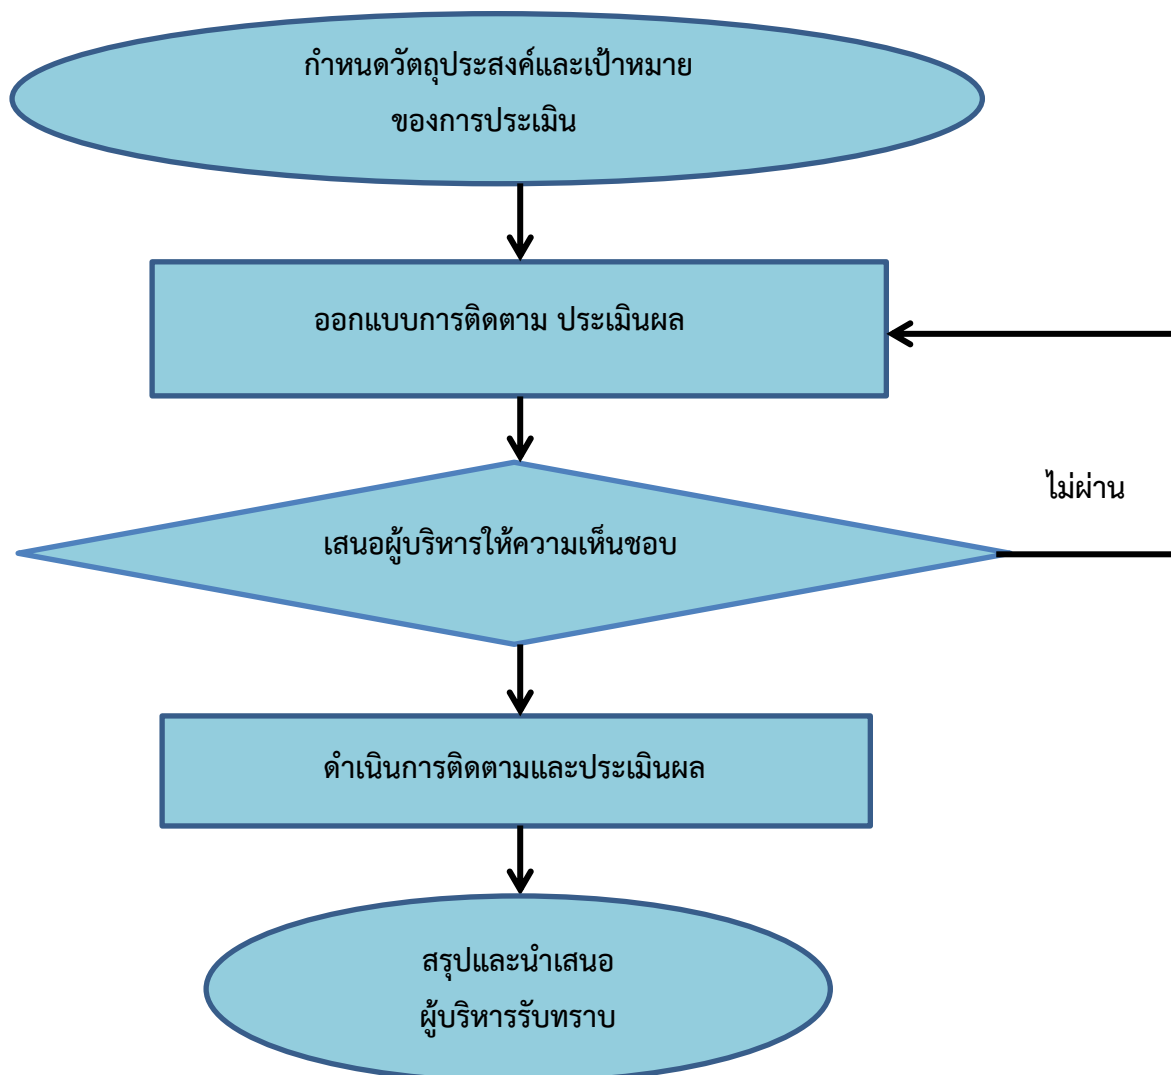 กำหนดวัตถุประสงค์และเป้าหมาย
ของการประเมิน
ออกแบบการติดตาม ประเมินผล
ไม่ผ่าน
เสนอผู้บริหารให้ความเห็นชอบ
ดำเนินการติดตามและประเมินผล
สรุปและนำเสนอ
ผู้บริหารรับทราบ